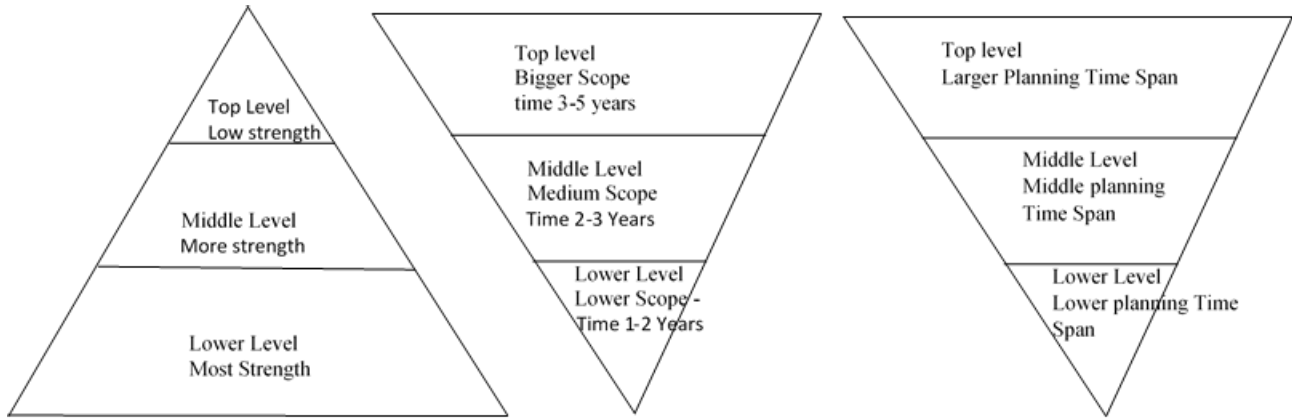 Top Level
Low strength
Middle Level
More strength
Lower Level
Most Strength
Top level
Bigger Scope
time 3-5 years
Middle Level
Medium Scope
Time 2-3 Years
Lower Level
Lower Scope -
Time 1-2 Years
Top level
Larger Planning Time Span
Middle Level
Middle planning
Time Span
Lower Level
Lower planning Time
Span